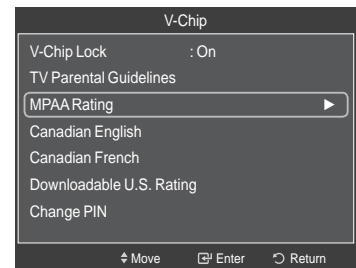 V-Chip
V-Chip Lock : On
TV Parental Guidelines
MPAA Rating ►
Canadian English
Canadian French
Downloadable U.S. Rating
Change PIN
Move Enter Return